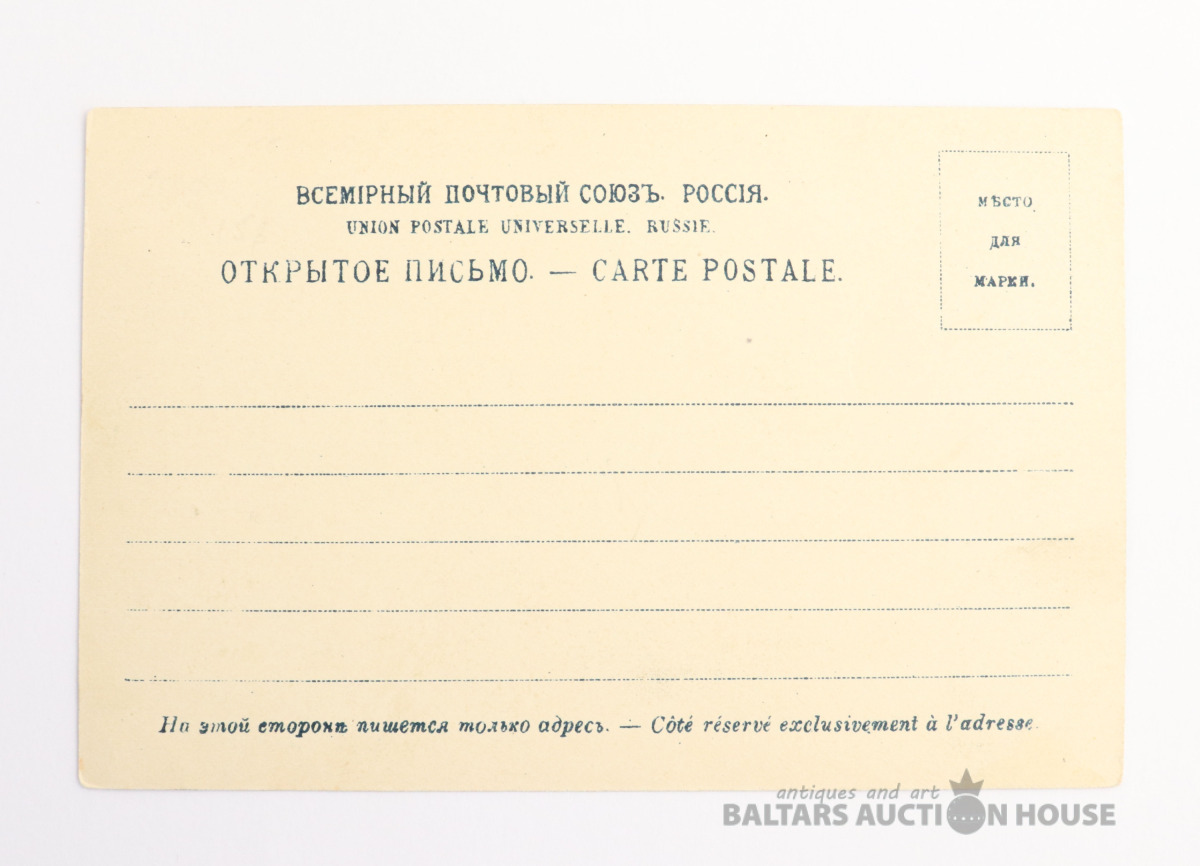 ВСЕМІРНЫЙ ПОЧТОВЫЙ СОЮЗЪ. РОССІЯ.
UNION POSTALE UNIVERSELLE. RUSSIE.
ОТКРЫТОЕ ПИСЬМО. — CARTE POSTALE.
МѢСТО
ДЛЯ
МАРКИ.
На этой сторонѣ пишется только адресъ. — Côté réservé exclusivement à l'adresse.
antiques and art
BALTARS AUCTION HOUSE